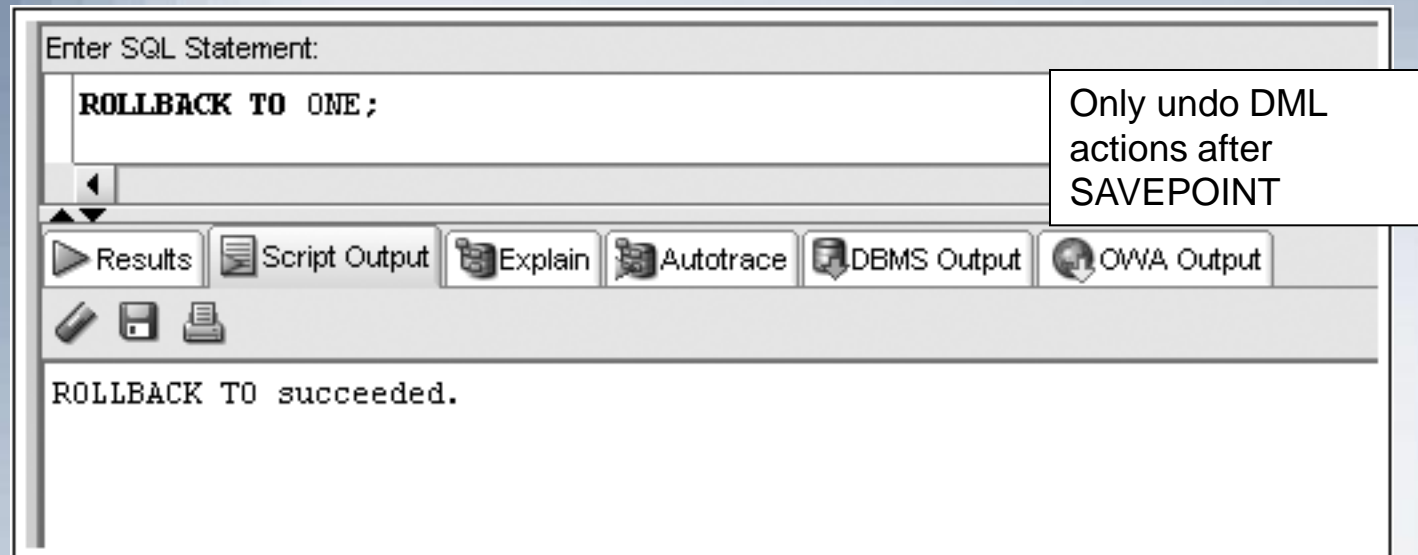 Enter SQL Statement:
ROLLBACK TO ONE;
Only undo DML
actions after
SAVEPOINT
Results Script Output Explain Autotrace DBMS Output OWA Output
ROLLBACK TO succeeded.